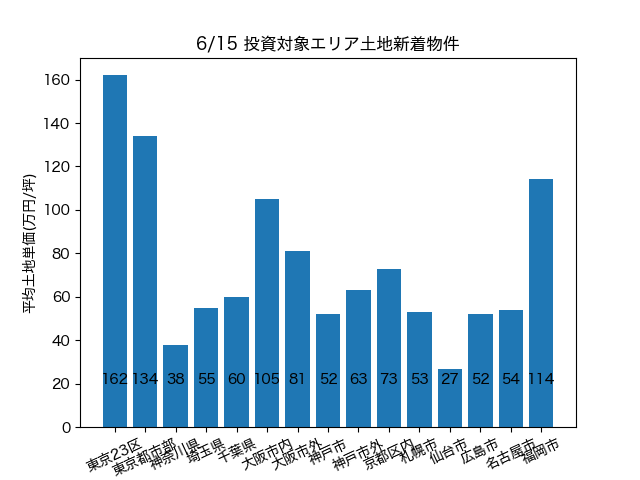 6/15 投資対象エリア土地新着物件
平均土地単価(万円/坪)
160
140
120
100
80
60
40
20
0
162 134 38 55 60 105 81 52 63 73 53 27 52 54 114
東京23区
東京都市部
神奈川県
埼玉県
千葉県
大阪市内
大阪市外
神戸市
神戸市外
京都区内
札幌市
仙台市
広島市
名古屋市
福岡市